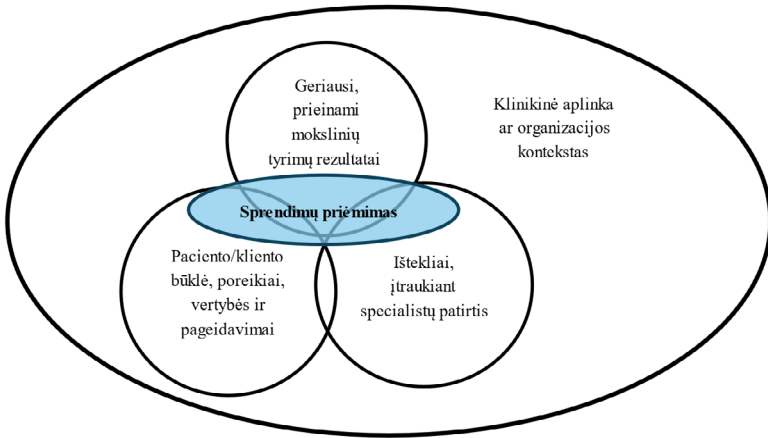 Geriausi,
prieinami
mokslinių
tyrimų rezultatai
Klinikinė aplinka
ar organizacijos
kontekstas
Sprendimų priėmimas
Paciento/kliento
būklė, poreikiai,
vertybės ir
pageidavimai
Ištekliai,
įtraukiant
specialistų patirtis